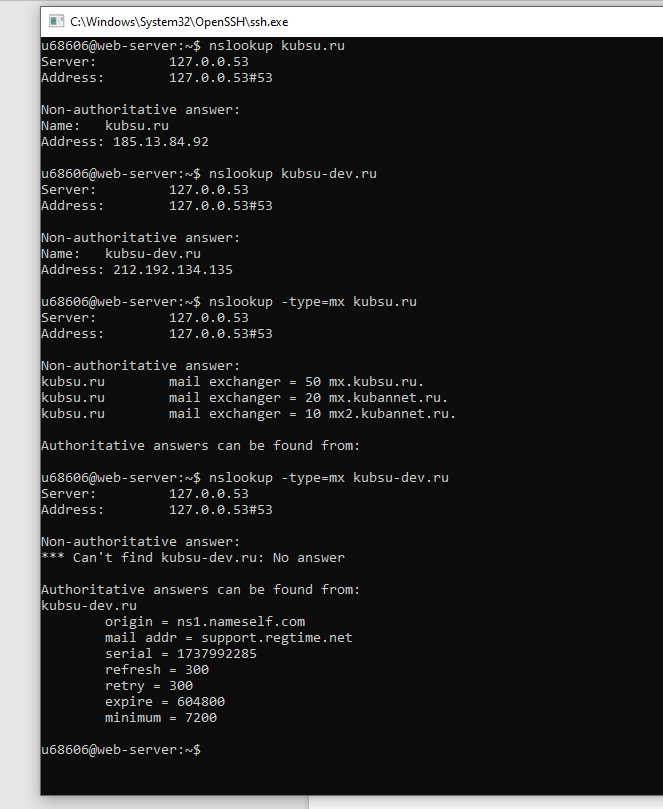 C:\Windows\System32\OpenSSH\ssh.exe
u68606@web-server:~$ nslookup kubsu.ru
Server:         127.0.0.53
Address:        127.0.0.53#53

Non-authoritative answer:
Name:   kubsu.ru
Address: 185.13.84.92

u68606@web-server:~$ nslookup kubsu-dev.ru
Server:         127.0.0.53
Address:        127.0.0.53#53

Non-authoritative answer:
Name:   kubsu-dev.ru
Address: 212.192.134.135

u68606@web-server:~$ nslookup -type=mx kubsu.ru
Server:         127.0.0.53
Address:        127.0.0.53#53

Non-authoritative answer:
kubsu.ru        mail exchanger = 50 mx.kubsu.ru.
kubsu.ru        mail exchanger = 20 mx.kubannet.ru.
kubsu.ru        mail exchanger = 10 mx2.kubannet.ru.

Authoritative answers can be found from:

u68606@web-server:~$ nslookup -type=mx kubsu-dev.ru
Server:         127.0.0.53
Address:        127.0.0.53#53

Non-authoritative answer:
*** Can't find kubsu-dev.ru: No answer

Authoritative answers can be found from:
kubsu-dev.ru
        origin = ns1.nameself.com
        mail addr = support.regtime.net
        serial = 1737992285
        refresh = 300
        retry = 300
        expire = 604800
        minimum = 7200

u68606@web-server:~$